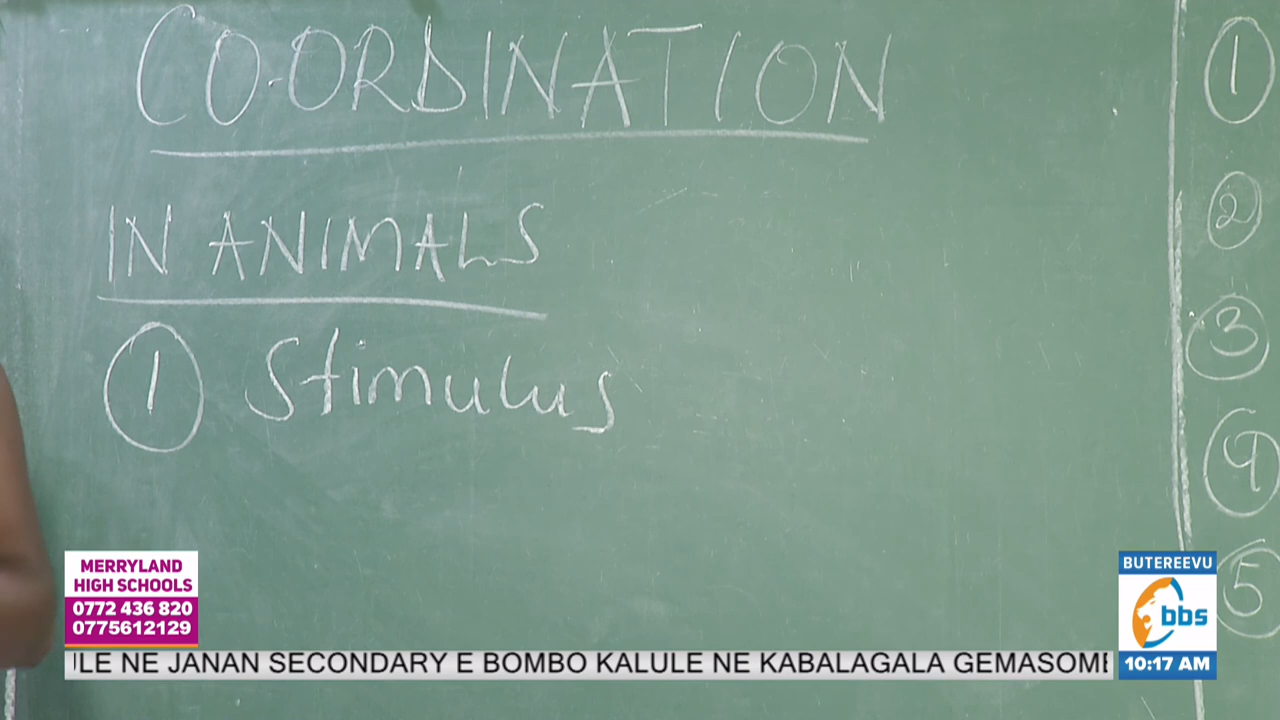 CO-ORDINATION
IN ANIMALS
① Stimulus
①
②
③
④
⑤
MERRYLAND
HIGH SCHOOLS
0772 436 820
0775612129
BUTEREEVU
bbs
10:17 AM
LE NE JANAN SECONDARY E BOMBO KALULE NE KABALAGALA GEMASOM